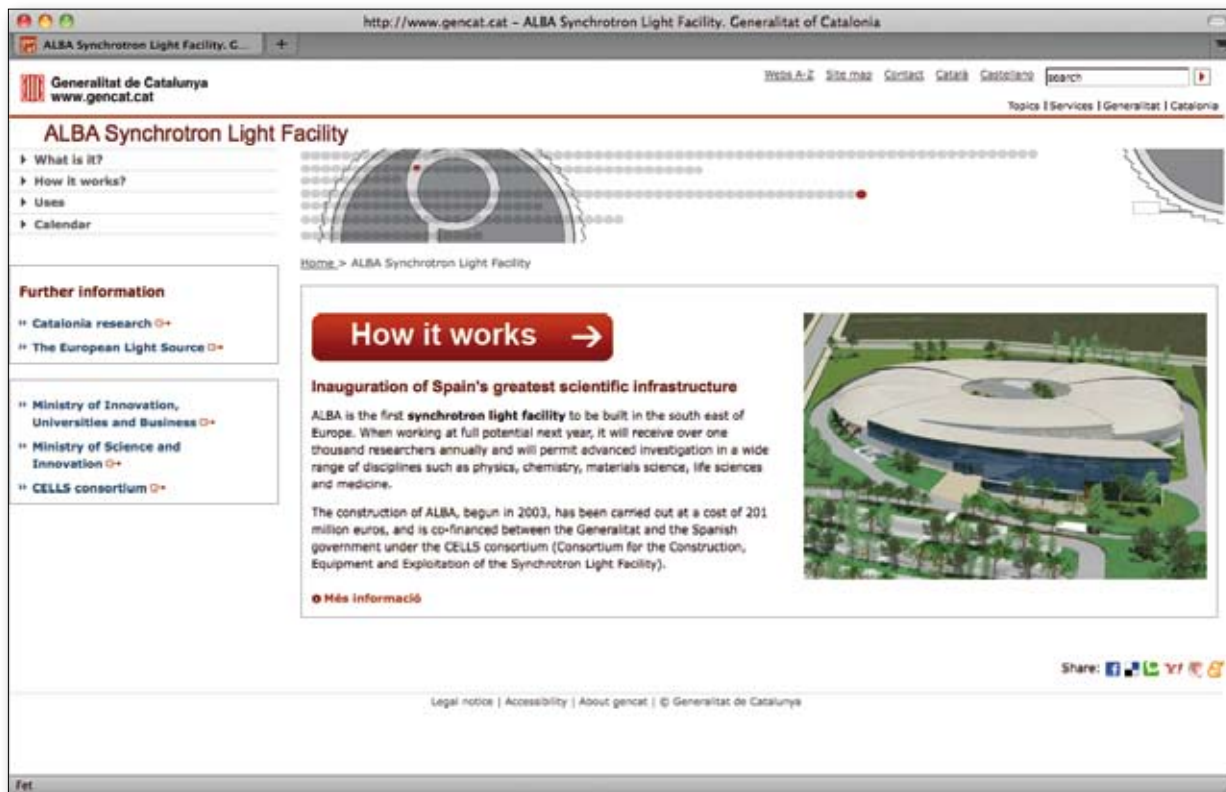 http://www.gencat.cat – ALBA Synchrotron Light Facility. Generalitat of Catalonia
ALBA Synchrotron Light Facility. G... +
Generalitat de Catalunya
www.gencat.cat
Webs A-Z Site map Contact Català Castellano search
Topics | Services | Generalitat | Catalonia
ALBA Synchrotron Light Facility
What is it?
How it works?
Uses
Calendar
Home > ALBA Synchrotron Light Facility
Further information
Catalonia research
The European Light Source
Ministry of Innovation,
Universities and Business
Ministry of Science and
Innovation
CELLS consortium
How it works →
Inauguration of Spain's greatest scientific infrastructure
ALBA is the first synchrotron light facility to be built in the south east of
Europe. When working at full potential next year, it will receive over one
thousand researchers annually and will permit advanced investigation in a wide
range of disciplines such as physics, chemistry, materials science, life sciences
and medicine.
The construction of ALBA, begun in 2003, has been carried out at a cost of 201
million euros, and is co-financed between the Generalitat and the Spanish
government under the CELLS consortium (Consortium for the Construction,
Equipment and Exploitation of the Synchrotron Light Facility).
Més informació
Share:
Legal notice | Accessibility | About gencat | © Generalitat de Catalunya
Fet